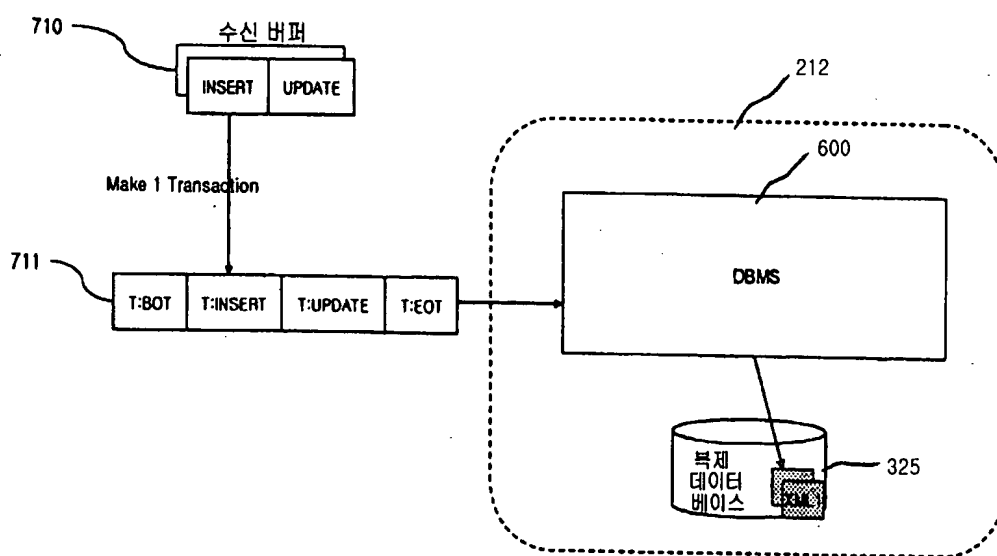 710
수신 버퍼
INSERT UPDATE
212
600
Make 1 Transaction
711
T:BOT T:INSERT T:UPDATE T:EOT
DBMS
복제
데이터
베이스
XML
325